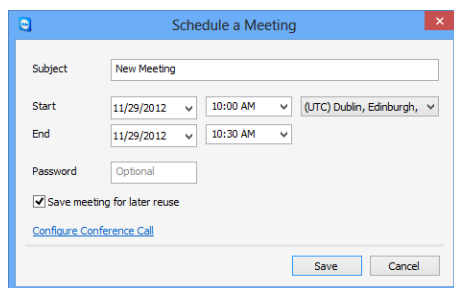 Schedule a Meeting
Subject New Meeting
Start 11/29/2012 10:00 AM (UTC) Dublin, Edinburgh,
End 11/29/2012 10:30 AM
Password Optional
Save meeting for later reuse
Configure Conference Call
Save Cancel